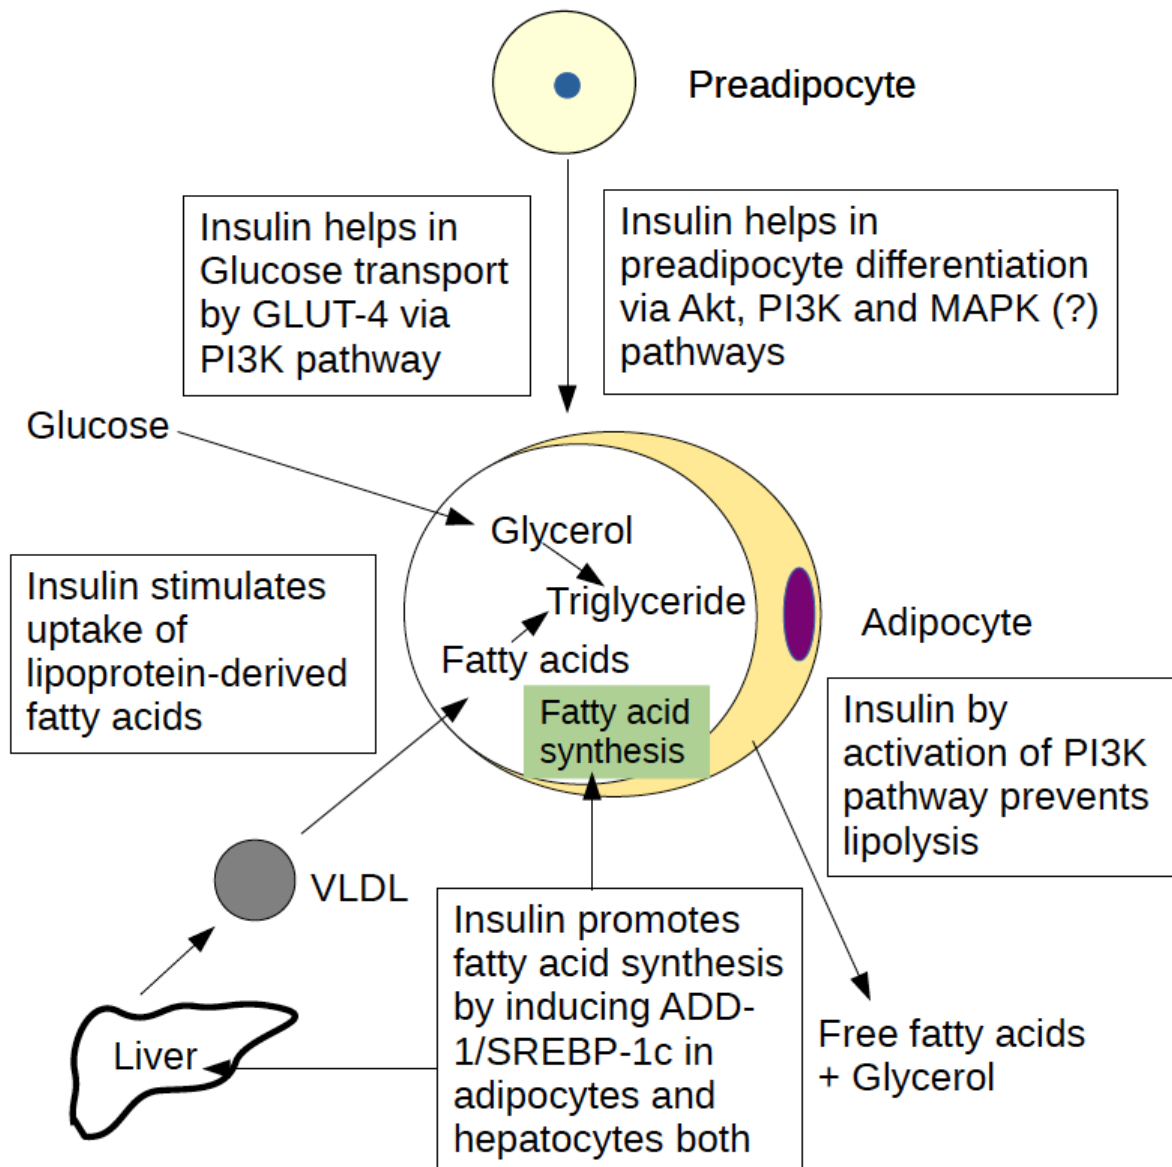 Preadipocyte
Insulin helps in
Glucose transport
by GLUT-4 via
PI3K pathway
Insulin helps in
preadipocyte differentiation
via Akt, PI3K and MAPK (?)
pathways
Glucose
Glycerol
Triglyceride
Fatty acids
Fatty acid
synthesis
Adipocyte
Insulin stimulates
uptake of
lipoprotein-derived
fatty acids
Insulin by
activation of PI3K
pathway prevents
lipolysis
VLDL
Insulin promotes
fatty acid synthesis
by inducing ADD-
1/SREBP-1c in
adipocytes and
hepatocytes both
Liver
Free fatty acids
+ Glycerol